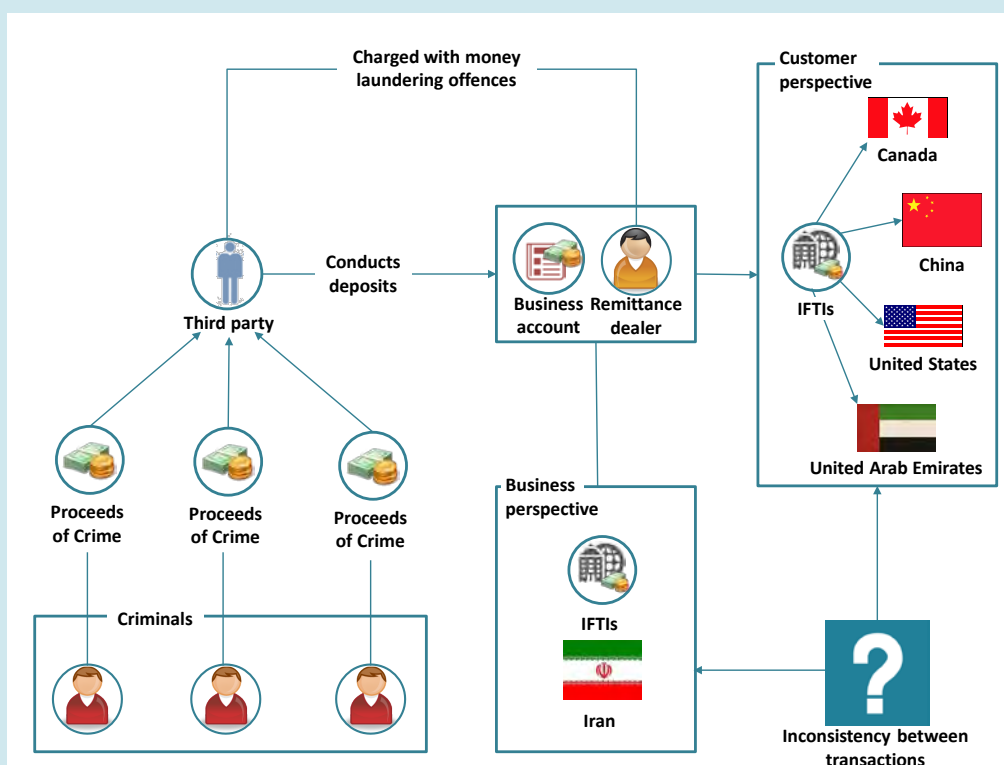 Charged with money
laundering offences
Customer
perspective
Canada
China
IFTIs
United States
United Arab Emirates
Third party
Conducts
deposits
Business
account
Remittance
dealer
Proceeds
of Crime
Proceeds
of Crime
Proceeds
of Crime
Criminals
Business
perspective
IFTIs
Iran
?
Inconsistency between
transactions